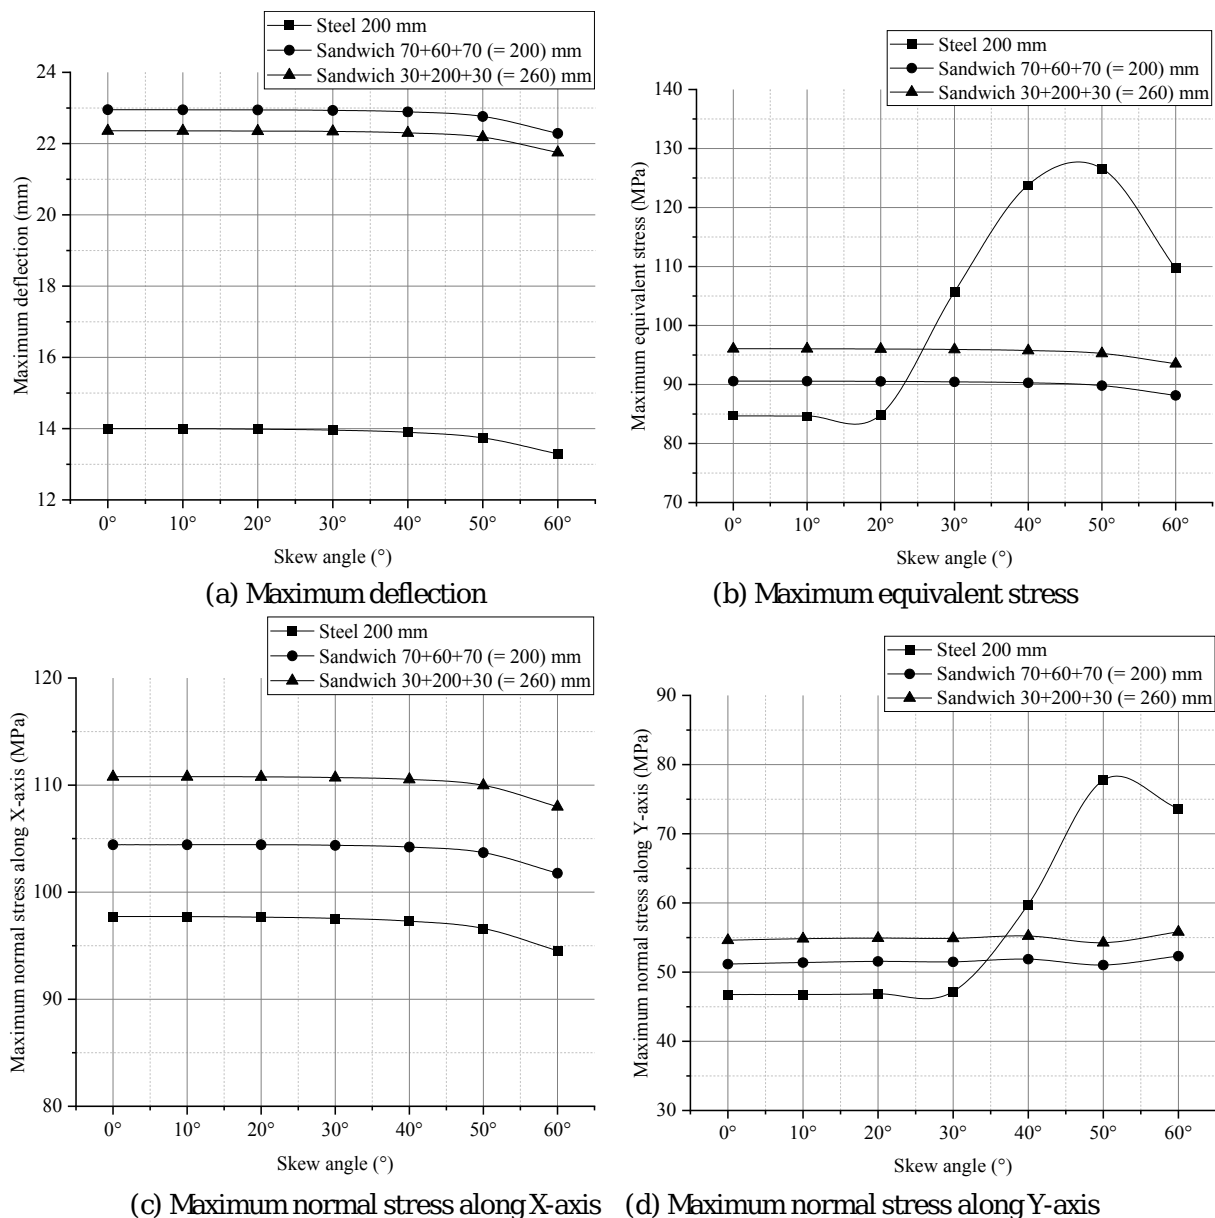 Steel 200 mm
Sandwich 70+60+70 (= 200) mm
Sandwich 30+200+30 (= 260) mm
24
22
20
18
16
14
12
Maximum deflection (mm)
0° 10° 20° 30° 40° 50° 60°
Skew angle (°)
(a) Maximum deflection
Steel 200 mm
Sandwich 70+60+70 (= 200) mm
Sandwich 30+200+30 (= 260) mm
140
130
120
110
100
90
80
70
Maximum equivalent stress (MPa)
0° 10° 20° 30° 40° 50° 60°
Skew angle (°)
(b) Maximum equivalent stress
Steel 200 mm
Sandwich 70+60+70 (= 200) mm
Sandwich 30+200+30 (= 260) mm
120
110
100
90
80
Maximum normal stress along X-axis (MPa)
0° 10° 20° 30° 40° 50° 60°
Skew angle (°)
(c) Maximum normal stress along X-axis
Steel 200 mm
Sandwich 70+60+70 (= 200) mm
Sandwich 30+200+30 (= 260) mm
90
80
70
60
50
40
30
Maximum normal stress along Y-axis (MPa)
0° 10° 20° 30° 40° 50° 60°
Skew angle (°)
(d) Maximum normal stress along Y-axis